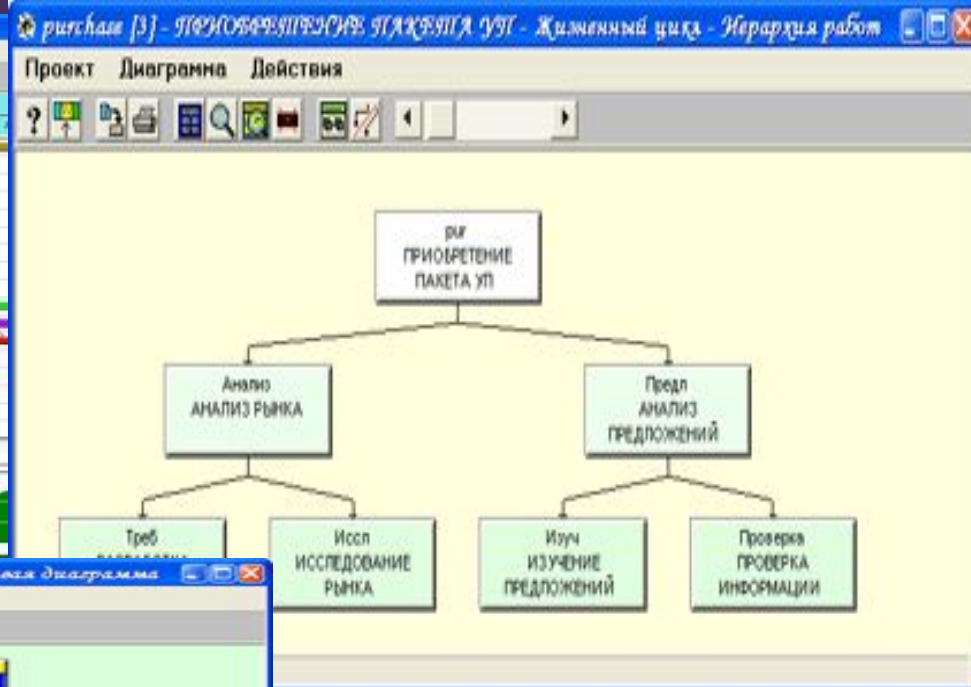 purchase [3] - ПРИОБРЕТЕНИЕ ПАКЕТА УП - Жизненный цикл - Иерархия работ
Проект Диаграмма Действия
?
pur
ПРИОБРЕТЕНИЕ
ПАКЕТА УП
Анализ
АНАЛИЗ РЫНКА
Предл
АНАЛИЗ
ПРЕДЛОЖЕНИЙ
Треб
Иссл
ИССЛЕДОВАНИЕ
РЫНКА
Изуч
ИЗУЧЕНИЕ
ПРЕДЛОЖЕНИЙ
Проверка
ПРОВЕРКА
ИНФОРМАЦИИ
диаграмма